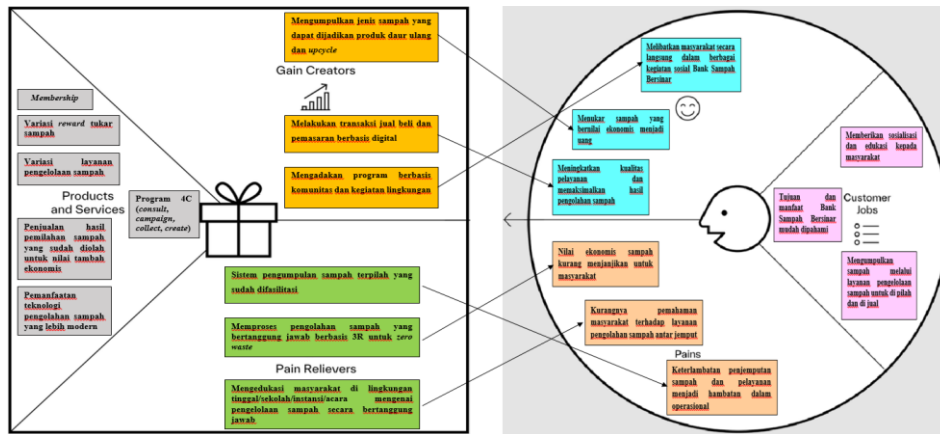 Mengumpulkan jenis sampah yang
dapat dijadikan produk daur ulang
dan upcycle
Gain Creators
Melakukan transaksi jual beli dan
pemasaran berbasis digital
Mengadakan program berbasis
komunitas dan kegiatan lingkungan
Membership
Variasi reward tukar
sampah
Variasi layanan
pengelolaan sampah
Products
and Services
Program 4C
(consult,
campaign,
collect, create)
Penjualan hasil
pemilahan sampah
yang sudah diolah
untuk nilai tambah
ekonomis
Pemanfaatan
teknologi
pengolahan sampah
yang lebih modern
Sistem pengumpulan sampah terpilah yang
sudah difasilitasi
Memproses pengolahan sampah yang
bertanggung jawab berbasis 3R untuk zero
waste
Pain Relievers
Mengedukasi masyarakat di lingkungan
tinggal/sekolah/instansi/acara mengenai
pengelolaan sampah secara bertanggung
jawab
Melibatkan masyarakat secara
langsung dalam berbagai
kegiatan sosial Bank Sampah
Bersinar
Menukar sampah yang
bernilai ekonomis menjadi
uang
Meningkatkan kualitas
pelayanan dan
memaksimalkan hasil
pengolahan sampah
Memberikan sosialisasi
dan edukasi kepada
masyarakat
Tujuan dan
manfaat Bank
Sampah Bersinar
mudah dipahami
Customer
Jobs
Mengumpulkan
sampah melalui
layanan pengelolaan
sampah untuk di pilah
dan di jual
Nilai ekonomis sampah
kurang menjanjikan untuk
masyarakat
Kurangnya pemahaman
masyarakat terhadap layanan
pengolahan sampah antar jemput
Pains
Keterlambatan penjemputan
sampah dan pelayanan
menjadi hambatan dalam
operasional